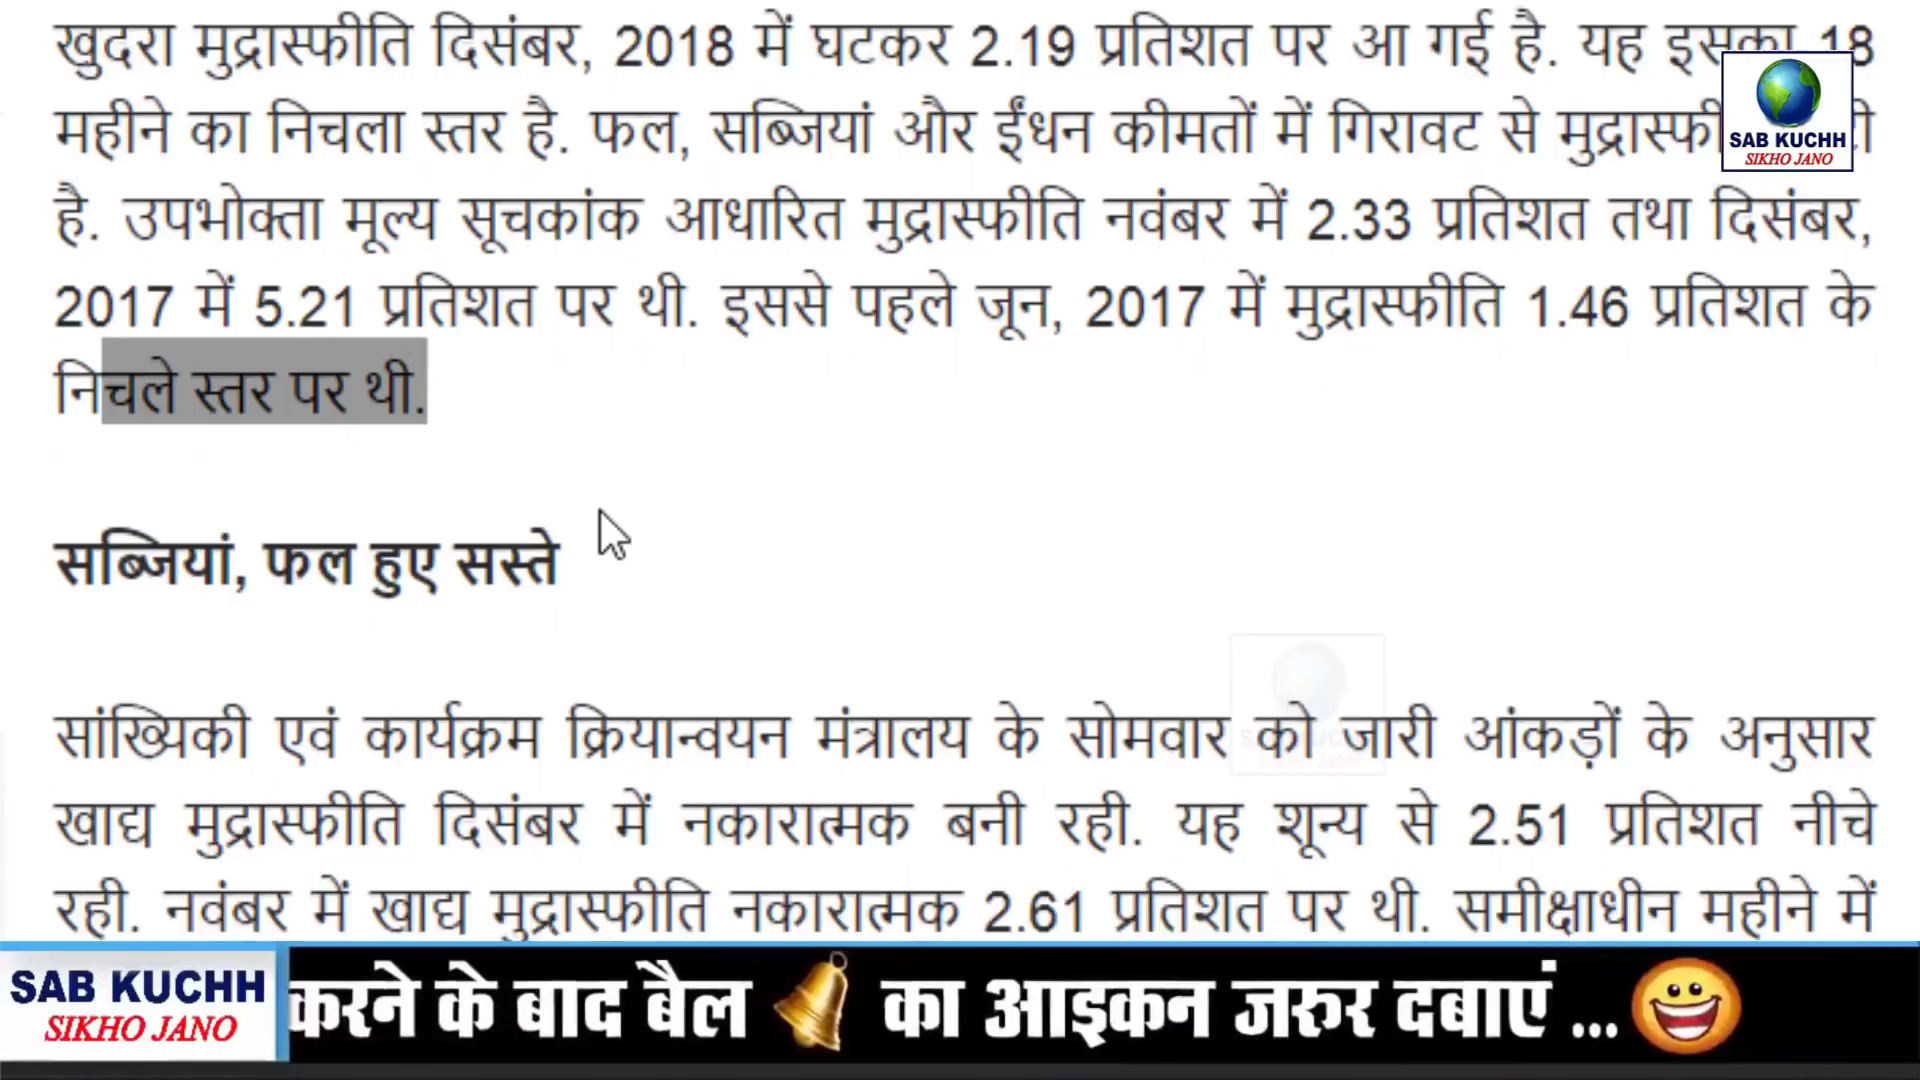 खुदरा मुद्रास्फीति दिसंबर, 2018 में घटकर 2.19 प्रतिशत पर आ गई है. यह इसका 18
महीने का निचला स्तर है. फल, सब्जियां और ईंधन कीमतों में गिरावट से
है. उपभोक्ता मूल्य सूचकांक आधारित मुद्रास्फीति नवंबर में 2.33 प्रतिशत तथा दिसंबर,
2017 में 5.21 प्रतिशत पर थी. इससे पहले जून, 2017 में मुद्रास्फीति 1.46 प्रतिशत के
निचले स्तर पर थी.
SAB KUCHH
SIKHO JANO
सब्जियां, फल हुए सस्ते
सांख्यिकी एवं कार्यक्रम क्रियान्वयन मंत्रालय के सोमवार को जारी आंकड़ों के अनुसार
खाद्य मुद्रास्फीति दिसंबर में नकारात्मक बनी रही. यह शून्य से 2.51 प्रतिशत नीचे
रही. नवंबर में खाद्य मुद्रास्फीति नकारात्मक 2.61 प्रतिशत पर थी. समीक्षाधीन महीने में
SAB KUCHH
SIKHO JANO
करने के बाद बैल 🔔 का आइकन जरुर दबाएं ... 😀